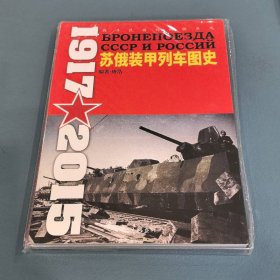 БРОНЕПОЕЗДА
СССР И РОССИИ
苏俄装甲列车图史
1917★2015